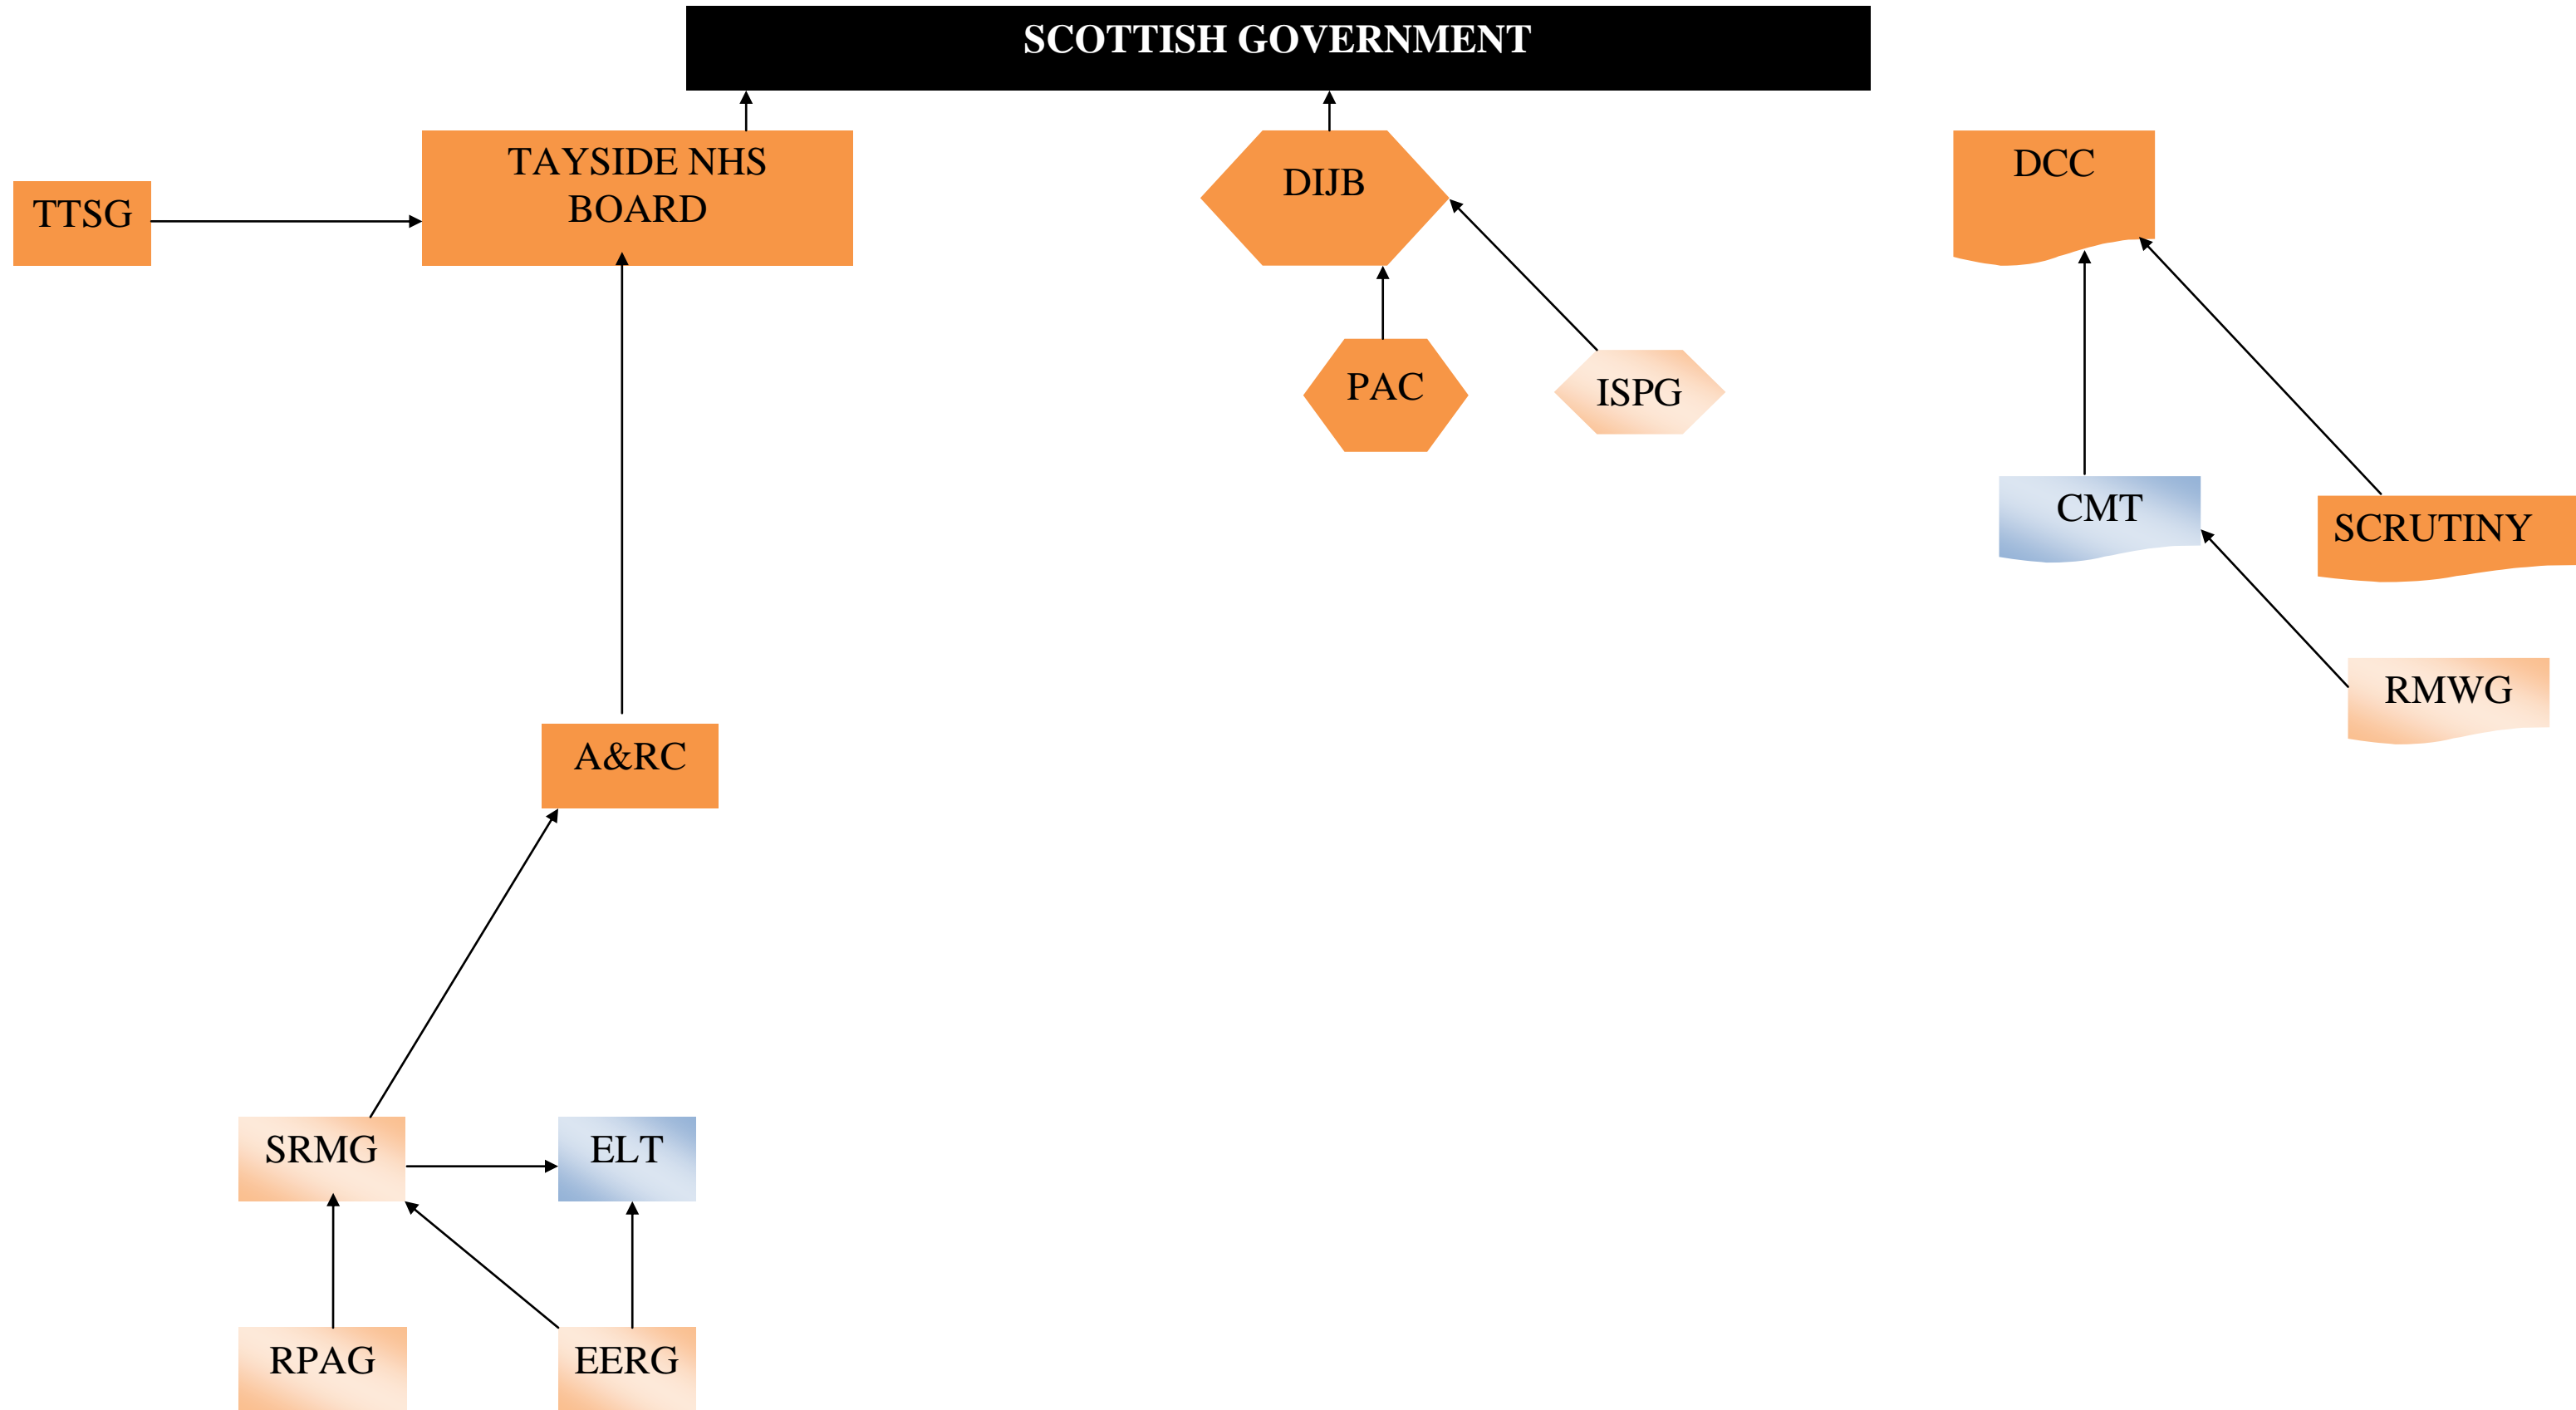 SCOTTISH GOVERNMENT
TAYSIDE NHS
BOARD
TTSG
DIJB
DCC
PAC
ISPG
CMT
SCRUTINY
RMWG
A&RC
SRMG
ELT
RPAG
EERG